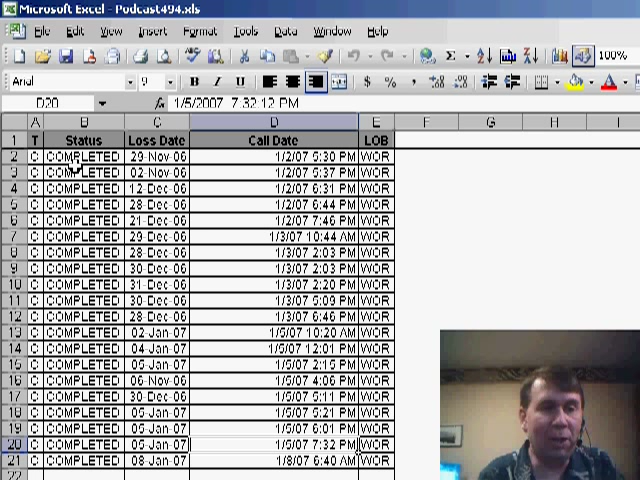 Microsoft Excel - Podcast494.xls
File Edit View Insert Format Tools Data Window Help
100%
Arial 9 B I U $ % ,
D20 fx 1/5/2007 7:32:12 PM
A B C D E F G H I
1 T Status Loss Date Call Date LOB
2 C COMPLETED 29-Nov-06 1/2/07 5:30 PM WOR
3 C COMPLETED 02-Nov-06 1/2/07 5:37 PM WOR
4 C COMPLETED 12-Dec-06 1/2/07 6:31 PM WOR
5 C COMPLETED 28-Dec-06 1/2/07 6:44 PM WOR
6 C COMPLETED 21-Dec-06 1/2/07 7:46 PM WOR
7 C COMPLETED 29-Dec-06 1/3/07 10:44 AM WOR
8 C COMPLETED 28-Dec-06 1/3/07 2:03 PM WOR
9 C COMPLETED 30-Dec-06 1/3/07 2:03 PM WOR
10 C COMPLETED 31-Dec-06 1/3/07 2:20 PM WOR
11 C COMPLETED 30-Dec-06 1/3/07 5:09 PM WOR
12 C COMPLETED 28-Dec-06 1/3/07 6:46 PM WOR
13 C COMPLETED 02-Jan-07 1/5/07 10:20 AM WOR
14 C COMPLETED 04-Jan-07 1/5/07 12:01 PM WOR
15 C COMPLETED 05-Jan-07 1/5/07 2:15 PM WOR
16 C COMPLETED 06-Nov-06 1/5/07 4:06 PM WOR
17 C COMPLETED 30-Dec-06 1/5/07 5:11 PM WOR
18 C COMPLETED 05-Jan-07 1/5/07 5:21 PM WOR
19 C COMPLETED 05-Jan-07 1/5/07 6:01 PM WOR
20 C COMPLETED 05-Jan-07 1/5/07 7:32 PM WOR
21 C COMPLETED 08-Jan-07 1/8/07 6:40 AM WOR
22